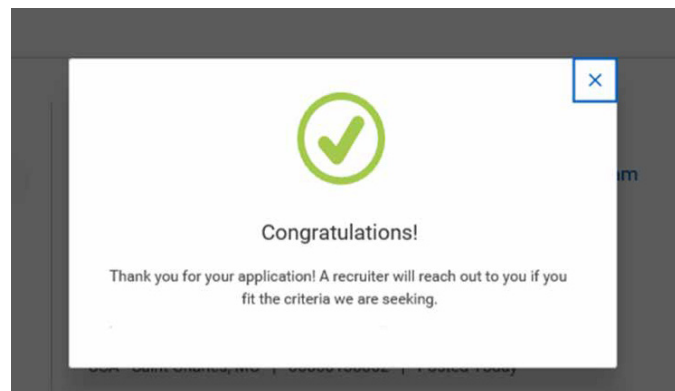 am
Congratulations!
Thank you for your application! A recruiter will reach out to you if you
fit the criteria we are seeking.